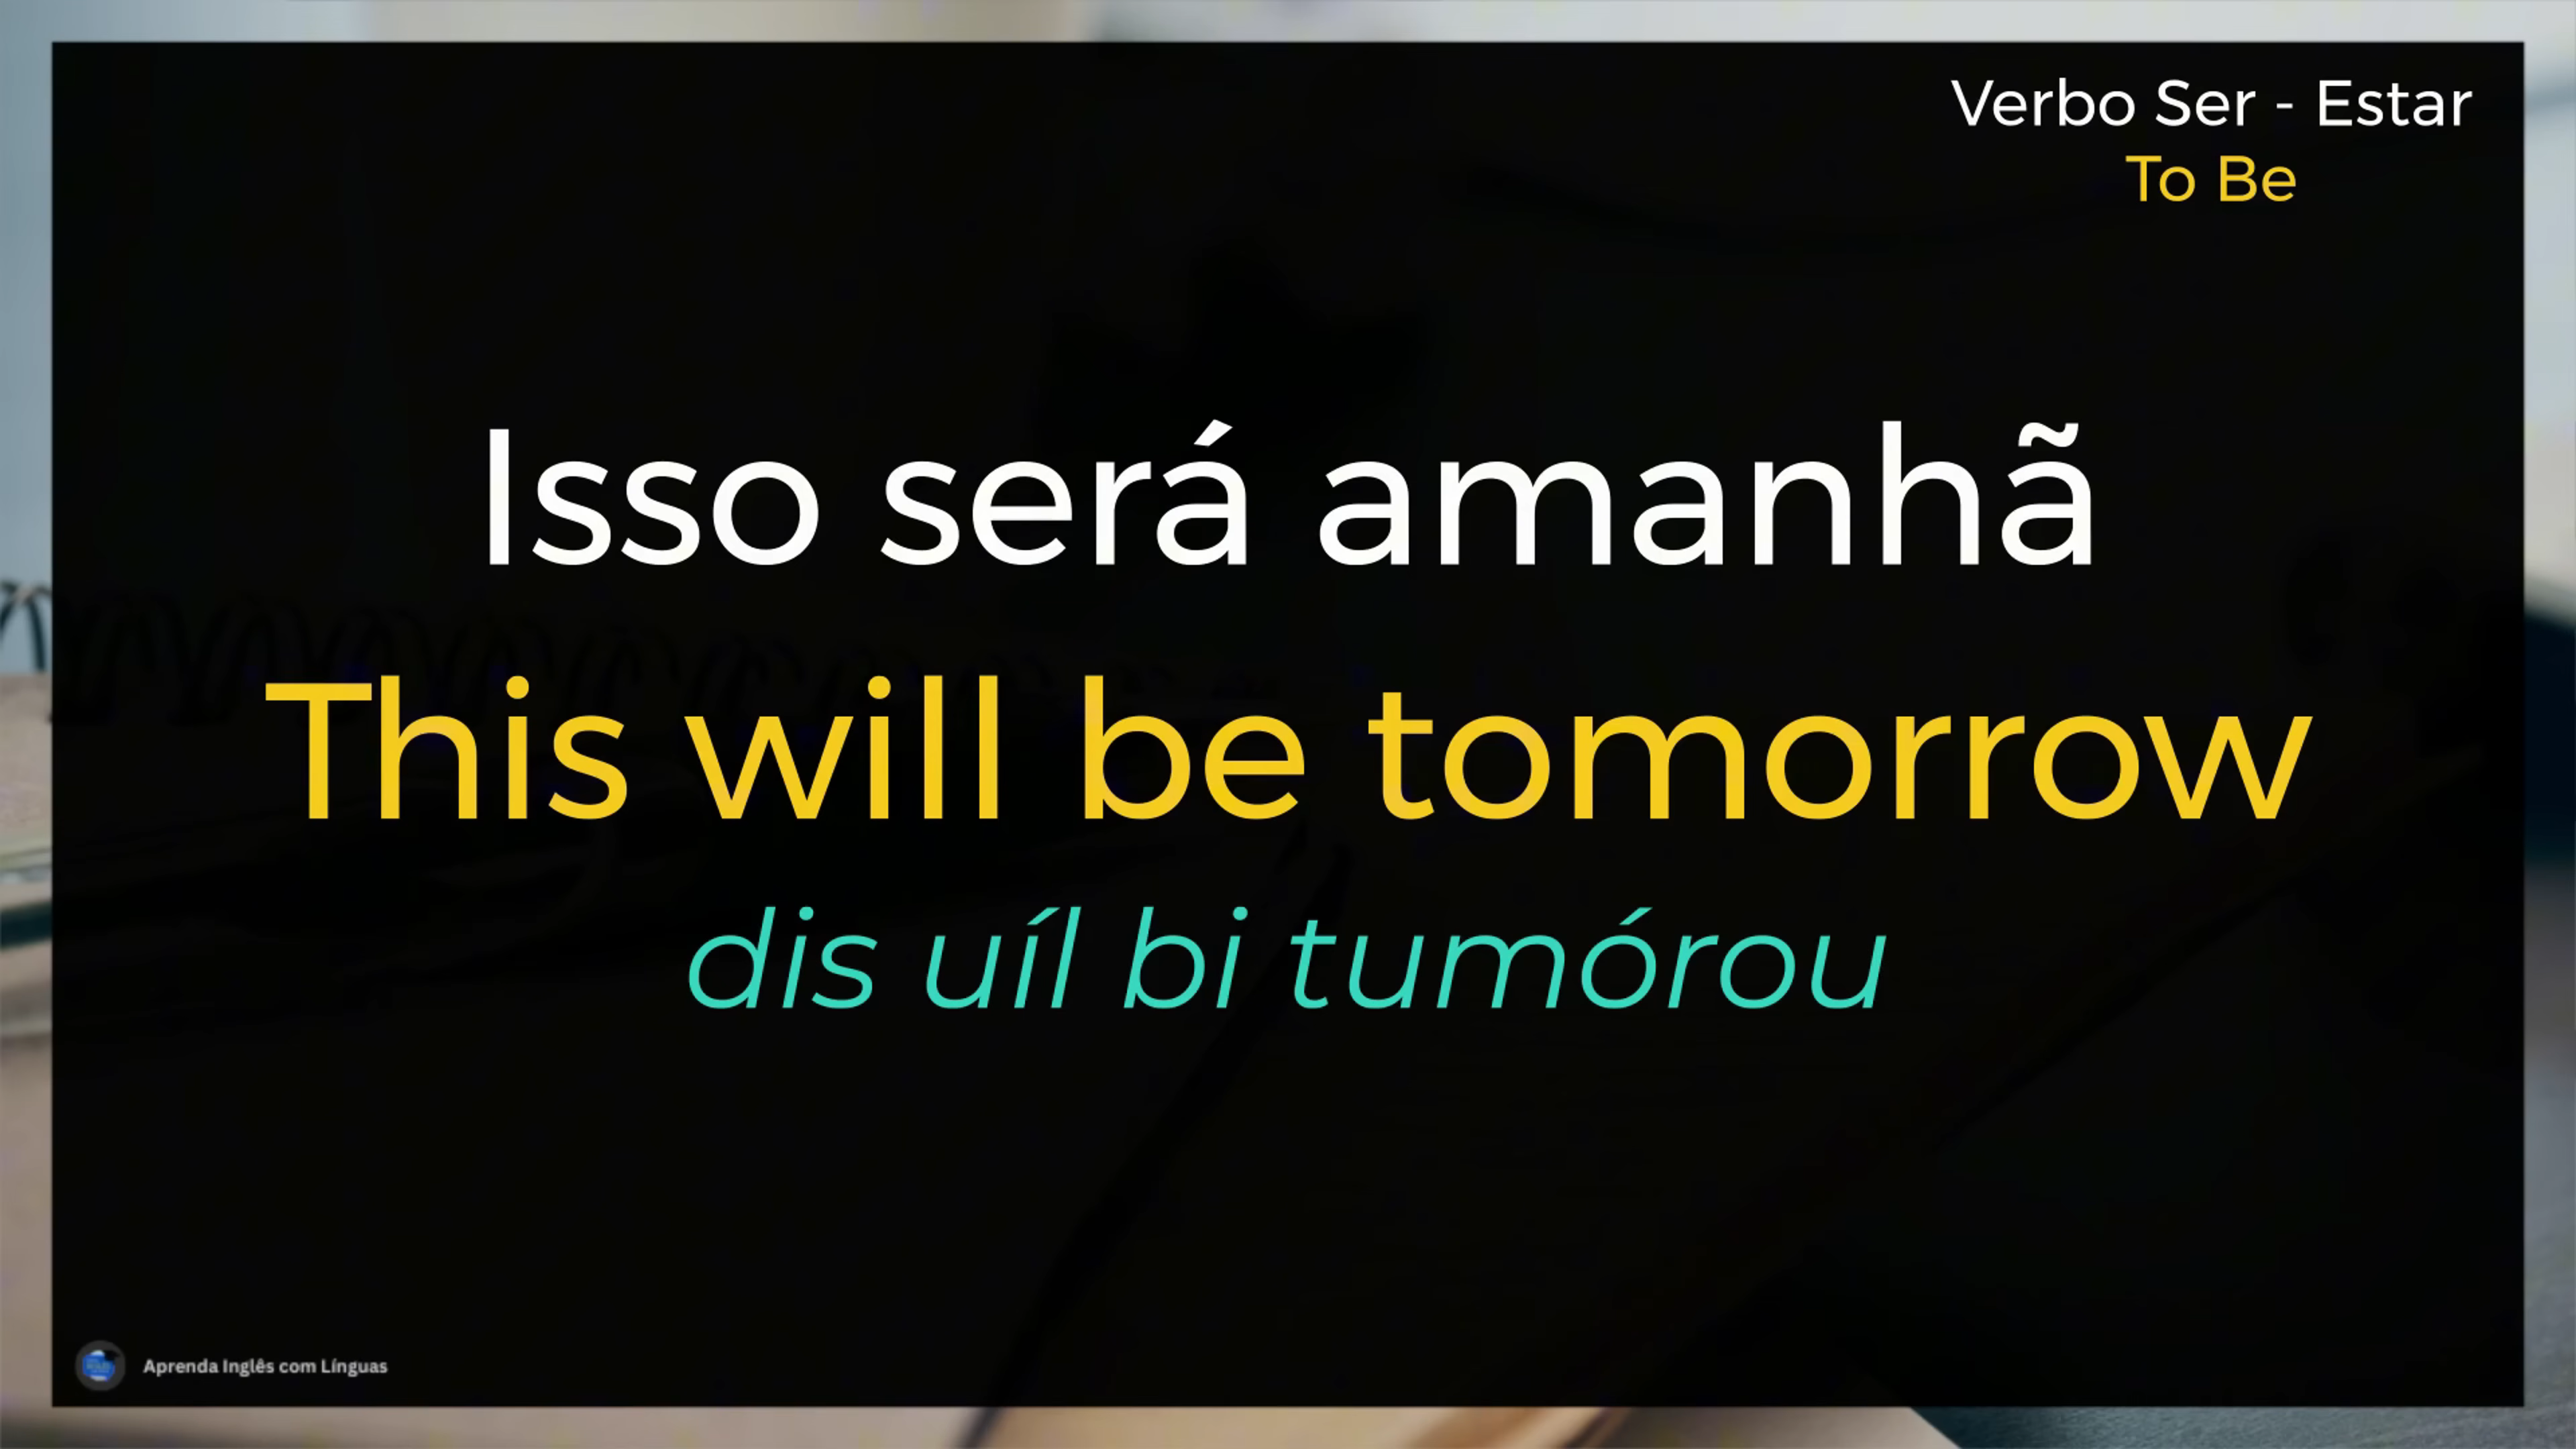 Verbo Ser - Estar
To Be
Isso será amanhã
This will be tomorrow
dis uíl bi tumórou
Aprenda Inglês com Línguas